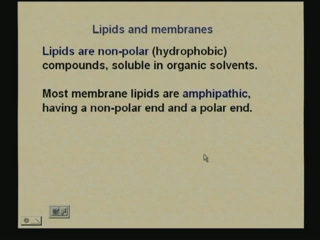 Lipids and membranes
Lipids are non-polar (hydrophobic)
compounds, soluble in organic solvents.
Most membrane lipids are amphipathic,
having a non-polar end and a polar end.